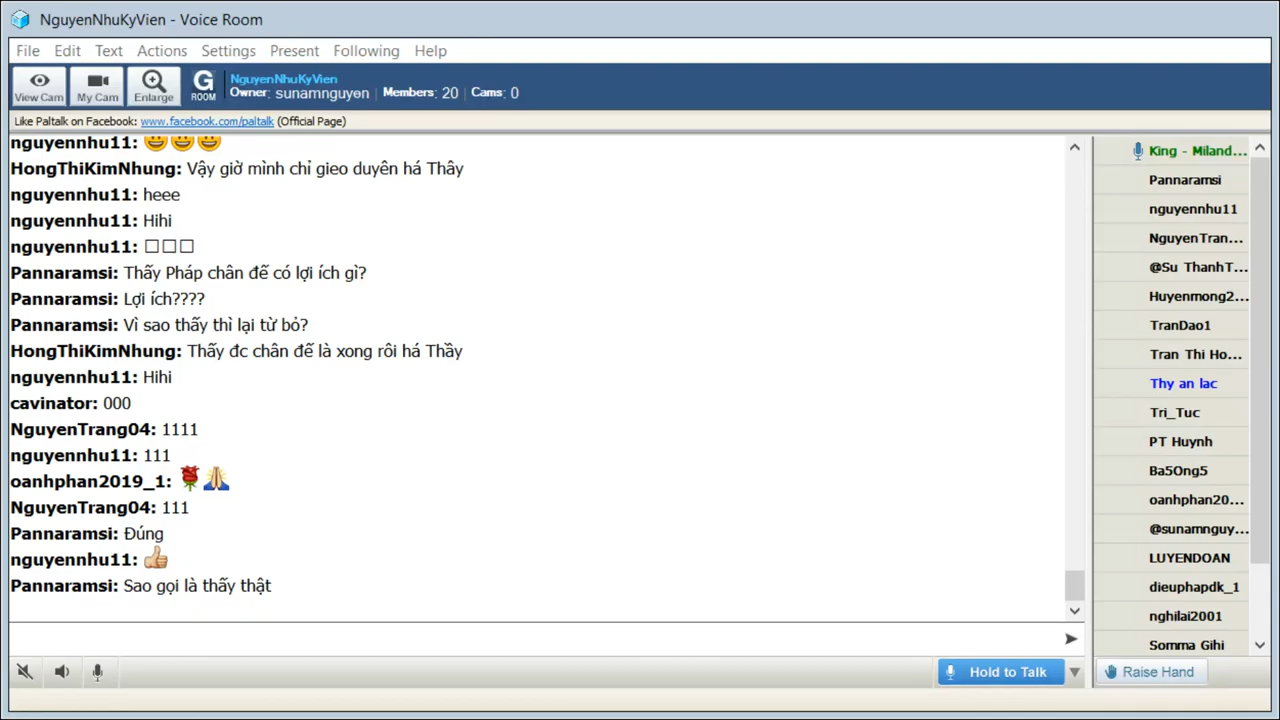 NguyenNhuKyVien - Voice Room
File Edit Text Actions Settings Present Following Help
View Cam My Cam Enlarge G ROOM
NguyenNhuKyVien
Owner: sunamnguyen | Members: 20 | Cams: 0
Like Paltalk on Facebook: www.facebook.com/paltalk (Official Page)
nguyennhu11:
HongThiKimNhung: Vậy giờ mình chỉ gieo duyên há Thây
nguyennhu11: heee
nguyennhu11: Hihi
nguyennhu11: □□□
Pannaramsi: Thấy Pháp chân đế có lợi ích gì?
Pannaramsi: Lợi ích????
Pannaramsi: Vì sao thấy thì lại từ bỏ?
HongThiKimNhung: Thấy đc chân đế là xong rôi há Thầy
nguyennhu11: Hihi
cavinator: 000
NguyenTrang04: 1111
nguyennhu11: 111
oanhphan2019_1:
NguyenTrang04: 111
Pannaramsi: Đúng
nguyennhu11:
Pannaramsi: Sao gọi là thấy thật
King - Miland...
Pannaramsi
nguyennhu11
NguyenTran...
@Su ThanhT...
Huyenmong2...
TranDao1
Tran Thi Ho...
Thy an lac
Tri_Tuc
PT Huynh
Ba5Ong5
oanhphan20...
@sunamnguy...
LUYENDOAN
dieuphapdk_1
nghilai2001
Somma Gihi
Hold to Talk
Raise Hand